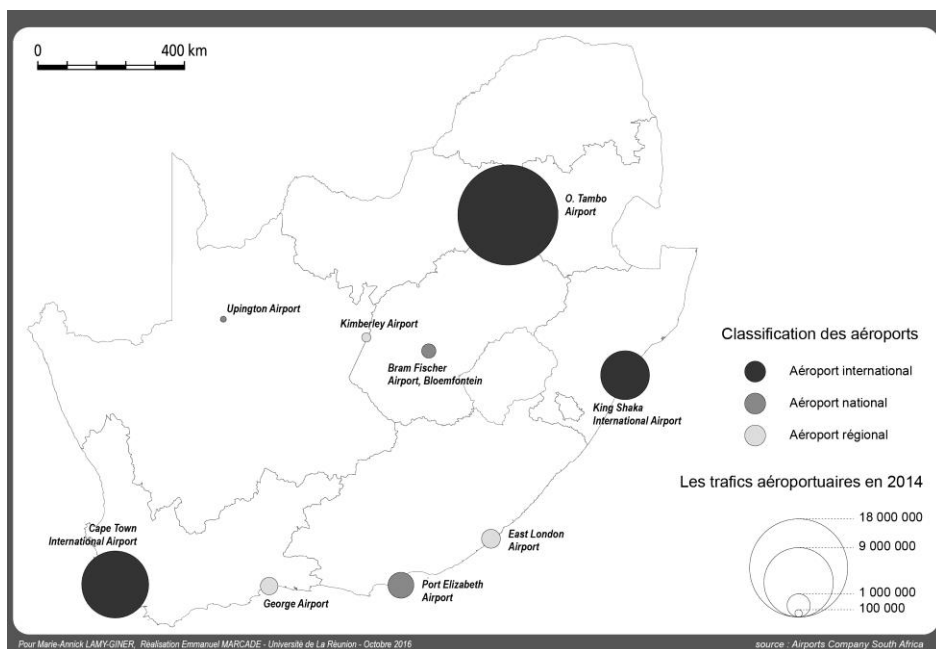 0 400 km
O. Tambo
Airport
Upington Airport
Kimberley Airport
Bram Fischer
Airport, Bloemfontein
King Shaka
International Airport
Cape Town
International Airport
East London
Airport
George Airport
Port Elizabeth
Airport
Classification des aéroports
Aéroport international
Aéroport national
Aéroport régional
Les trafics aéroportuaires en 2014
18 000 000
9 000 000
1 000 000
100 000
Pour Marie-Annick LAMY-GINER, Réalisation Emmanuel MARCADE - Université de La Réunion - Octobre 2016
source : Airports Company South Africa